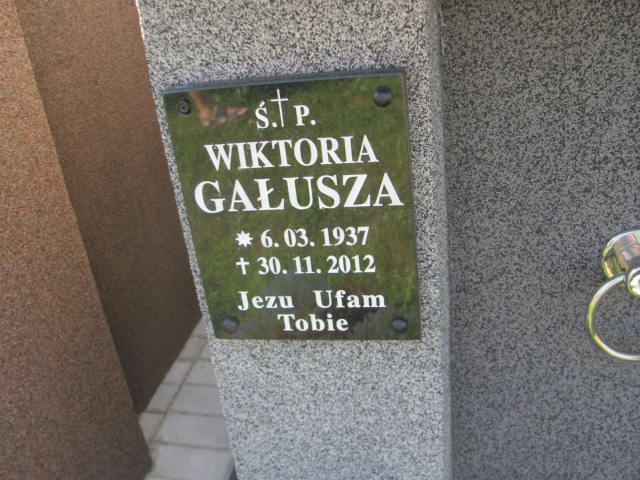 Ś.†P.
WIKTORIA
GAŁUSZA
✷ 6. 03. 1937
† 30. 11. 2012
Jezu Ufam
Tobie